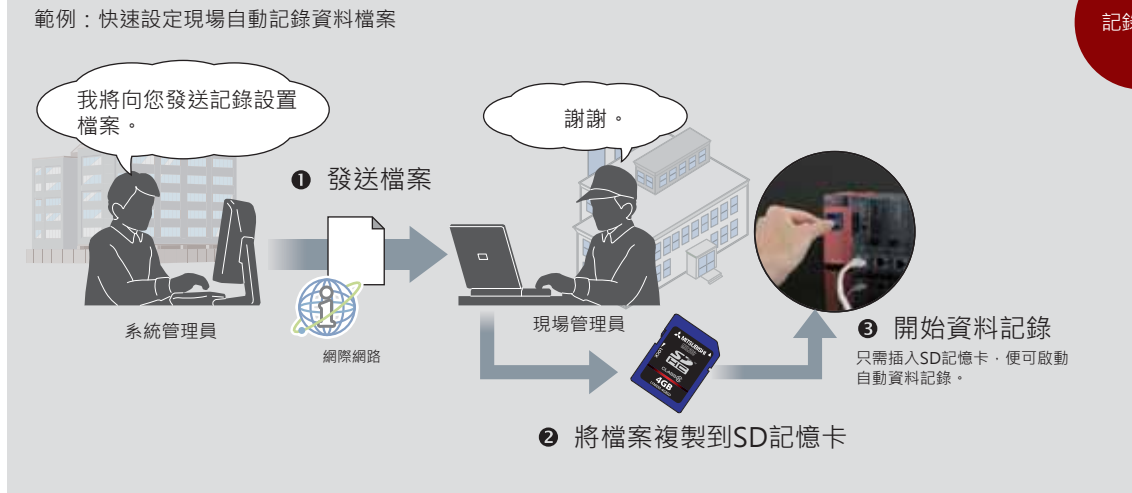 範例：快速設定現場自動記錄資料檔案
記錄
我將向您發送記錄設置
檔案。
謝謝。
❶ 發送檔案
系統管理員
網際網路
現場管理員
MITSUBISHI
SD
HC
CLASS
4GB
❸ 開始資料記錄
只需插入SD記憶卡，便可啟動
自動資料記錄。
❷ 將檔案複製到SD記憶卡